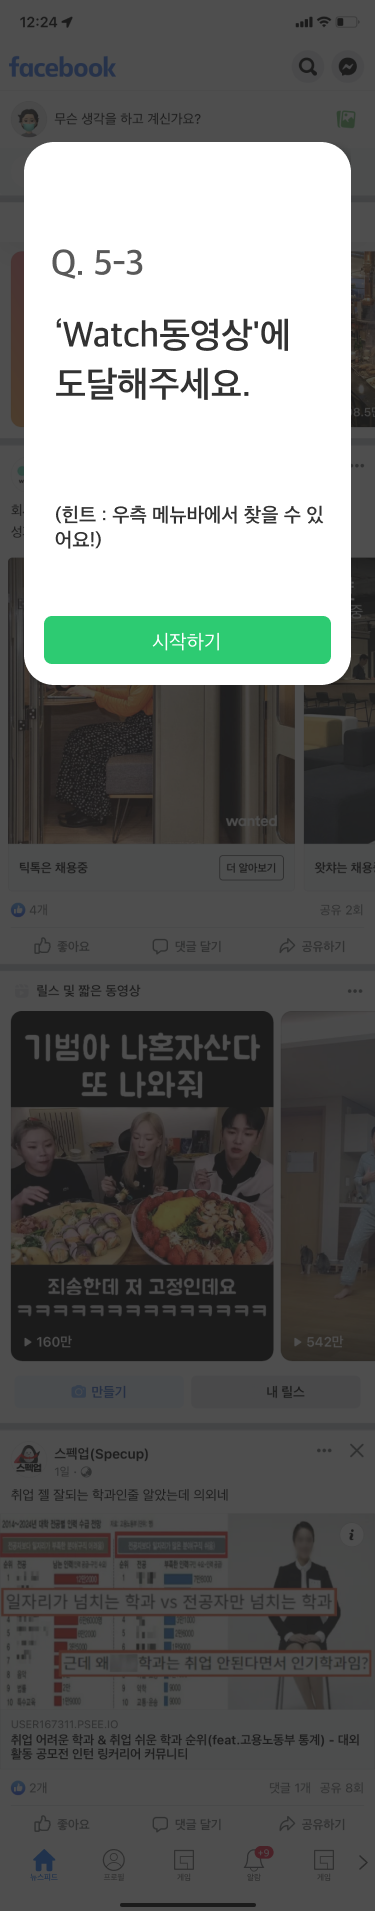 12:24
facebook
무슨 생각을 하고 계신가요?
Q. 5-3
‘Watch동영상'에
도달해주세요.
(힌트 : 우측 메뉴바에서 찾을 수 있
어요!)
시작하기
wanted
틱톡은 채용중
더 알아보기
왓챠는 채용
4개
공유 2회
좋아요
댓글 달기
공유하기
릴스 및 짧은 동영상
기범아 나혼자산다
또 나와줘
죄송한데 저 고정인데요
ㅋㅋㅋㅋㅋㅋㅋㅋㅋㅋㅋㅋㅋㅋㅋ
160만
542만
만들기
내 릴스
스펙업
스펙업(Specup)
1일 ·
취업 젤 잘되는 학과인줄 알았는데 의외네
일자리가 넘치는 학과 vs 전공자만 넘치는 학과
근데 왜 학과는 취업 안된다면서 인기학과임?
USER167311.PSEE.IO
취업 어려운 학과 & 취업 쉬운 학과 순위(feat.고용노동부 통계) - 대외
활동 공모전 인턴 링커리어 커뮤니티
2개
댓글 1개 공유 8회
좋아요
댓글 달기
공유하기
+9
뉴스피드
프로필
게임
알림
게임